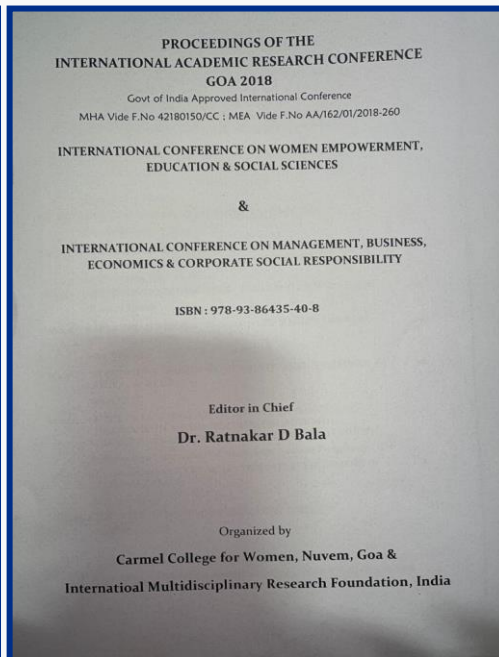 PROCEEDINGS OF THE
INTERNATIONAL ACADEMIC RESEARCH CONFERENCE
GOA 2018
Govt of India Approved International Conference
MHA Vide F.No 42180150/CC ; MEA Vide F.No AA/162/01/2018-260
INTERNATIONAL CONFERENCE ON WOMEN EMPOWERMENT,
EDUCATION & SOCIAL SCIENCES
&
INTERNATIONAL CONFERENCE ON MANAGEMENT, BUSINESS,
ECONOMICS & CORPORATE SOCIAL RESPONSIBILITY
ISBN : 978-93-86435-40-8
Editor in Chief
Dr. Ratnakar D Bala
Organized by
Carmel College for Women, Nuvem, Goa &
Internatioal Multidisciplinary Research Foundation, India